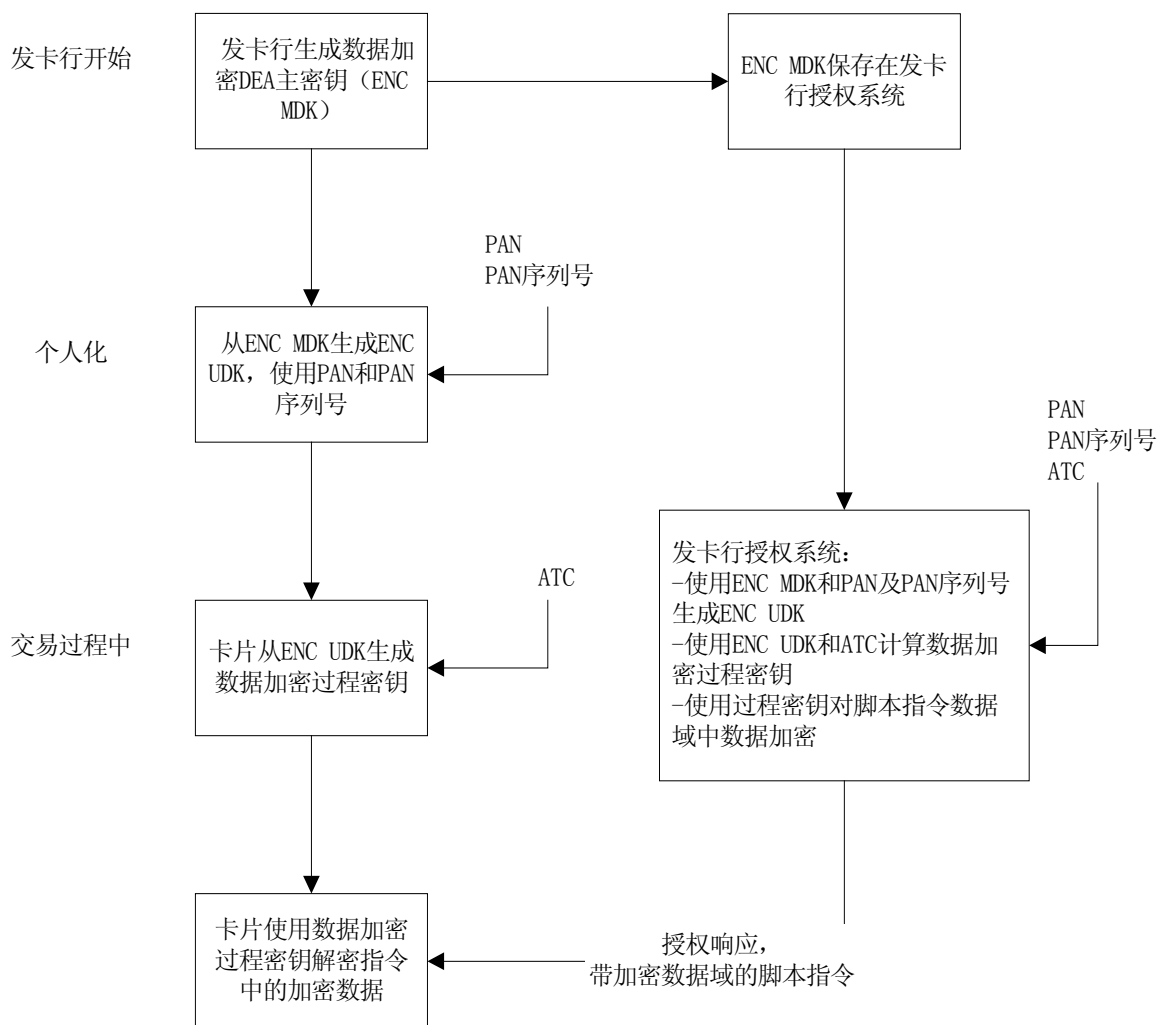 发卡行开始
发卡行生成数据加
密DEA主密钥（ENC
MDK）
ENC MDK保存在发卡
行授权系统
PAN
PAN序列号
个人化
从ENC MDK生成ENC
UDK，使用PAN和PAN
序列号
PAN
PAN序列号
ATC
ATC
交易过程中
卡片从ENC UDK生成
数据加密过程密钥
发卡行授权系统：
-使用ENC MDK和PAN及PAN序列号
生成ENC UDK
-使用ENC UDK和ATC计算数据加
密过程密钥
-使用过程密钥对脚本指令数据
域中数据加密
卡片使用数据加密
过程密钥解密指令
中的加密数据
授权响应，
带加密数据域的脚本指令